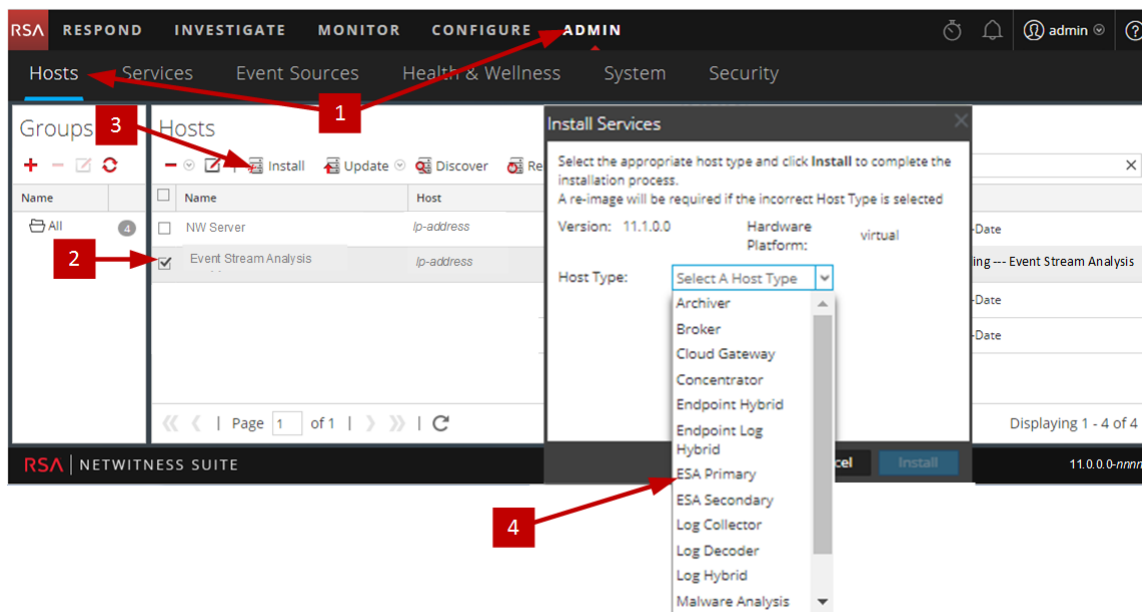 RSA RESPOND INVESTIGATE MONITOR CONFIGURE ADMIN admin ?
Hosts Services Event Sources Health & Wellness System Security
1
Groups
3
Hosts
Install Update Discover Re
Name
All 4
Name Host
NW Server Ip-address
2
Event Stream Analysis Ip-address
Install Services
Select the appropriate host type and click Install to complete the
installation process.
A re-image will be required if the incorrect Host Type is selected
Version: 11.1.0.0 Hardware Platform: virtual
Host Type: Select A Host Type
Archiver
Broker
Cloud Gateway
Concentrator
Endpoint Hybrid
Endpoint Log
Hybrid
ESA Primary
ESA Secondary
Log Collector
Log Decoder
Log Hybrid
Malware Analysis
4
cel Install
-Date
ing --- Event Stream Analysis
-Date
-Date
Page 1 of 1
Displaying 1 - 4 of 4
RSA NETWITNESS SUITE
11.0.0.0-nnnn